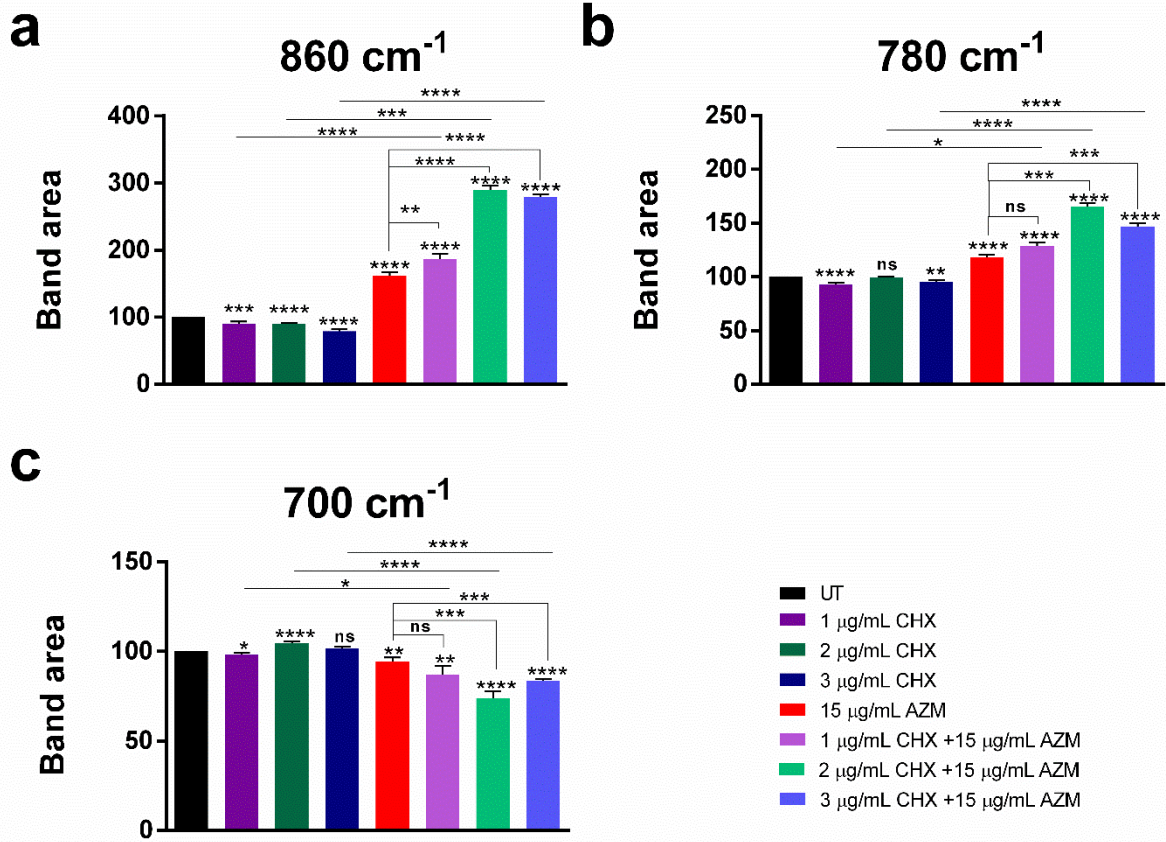 a
860 cm-1
****
***
****
****
****
**
400
300
200
100
0
Band area
***
****
****
****
****
****
****
b
780 cm-1
****
****
*
***
***
ns
250
200
150
100
50
0
Band area
****
ns
**
****
****
****
****
c
700 cm-1
****
****
*
***
***
ns
150
100
50
0
Band area
*
****
ns
**
**
****
****
UT
1 μg/mL CHX
2 μg/mL CHX
3 μg/mL CHX
15 μg/mL AZM
1 μg/mL CHX +15 μg/mL AZM
2 μg/mL CHX +15 μg/mL AZM
3 μg/mL CHX +15 μg/mL AZM